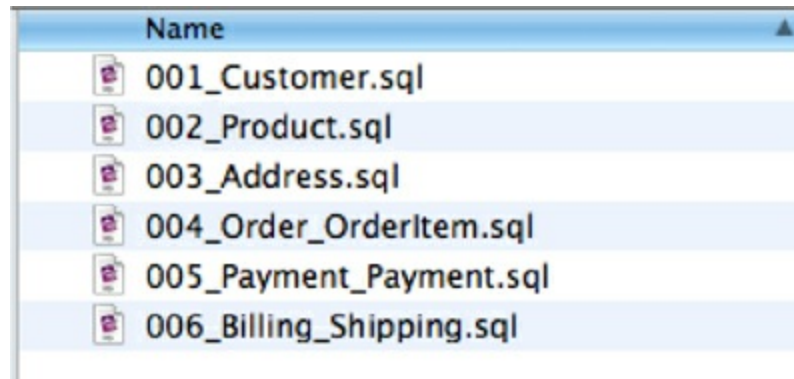 Name
001_Customer.sql
002_Product.sql
003_Address.sql
004_Order_OrderItem.sql
005_Payment_Payment.sql
006_Billing_Shipping.sql